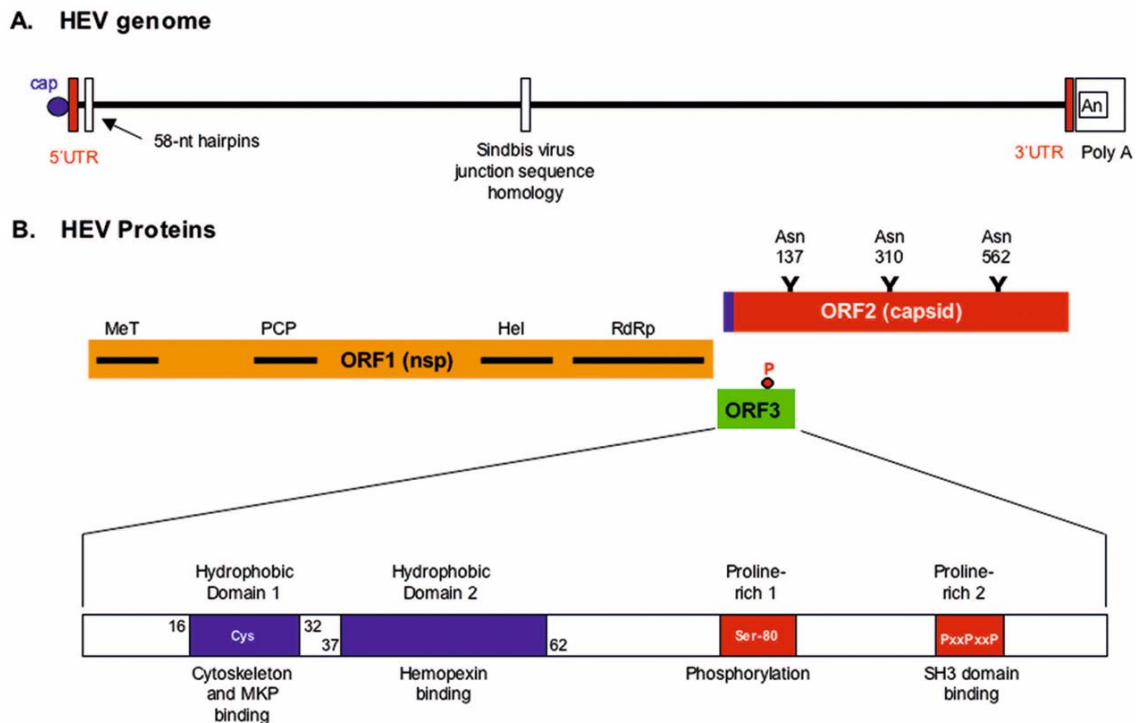 A. HEV genome
cap
An
58-nt hairpins
5'UTR
Sindbis virus
junction sequence
homology
3'UTR
Poly A
B. HEV Proteins
Asn
137
Asn
310
Asn
562
Y
Y
Y
ORF2 (capsid)
MeT
PCP
Hel
RdRp
ORF1 (nsp)
P
ORF3
Hydrophobic
Domain 1
Hydrophobic
Domain 2
Proline-
rich 1
Proline-
rich 2
16
Cys
32
37
62
Ser-80
PxxPxxP
Cytoskeleton
and MKP
binding
Hemopexin
binding
Phosphorylation
SH3 domain
binding